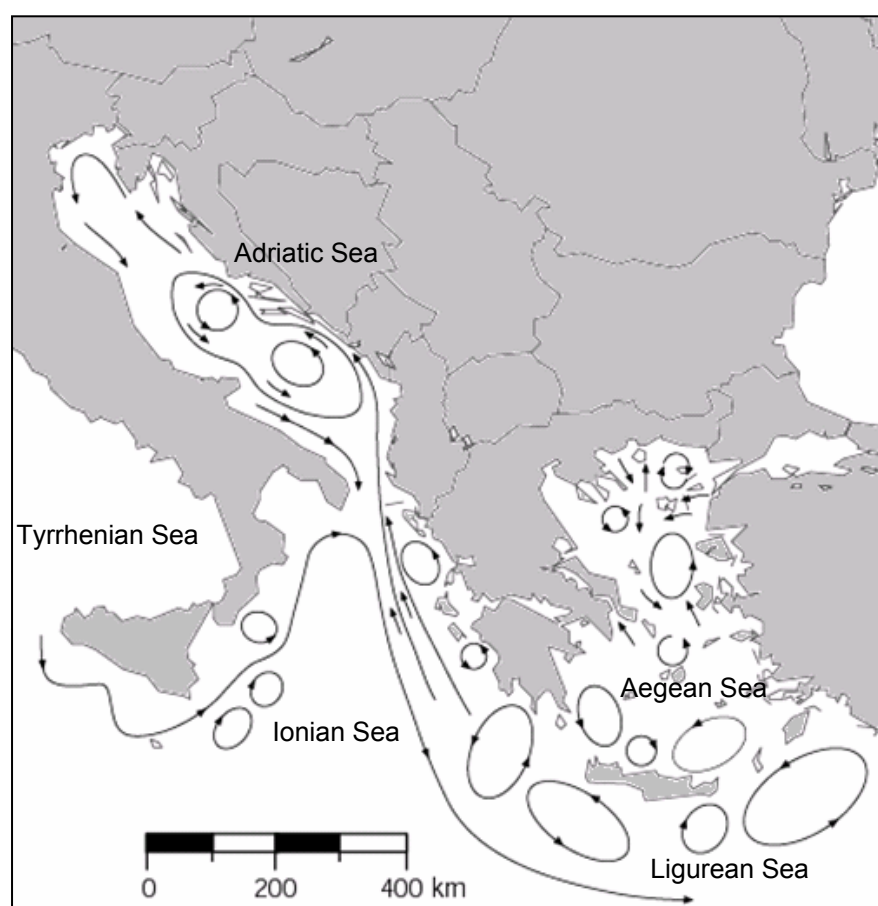 Adriatic Sea
Tyrrhenian Sea
Aegean Sea
Ionian Sea
Ligurean Sea
0 200 400 km